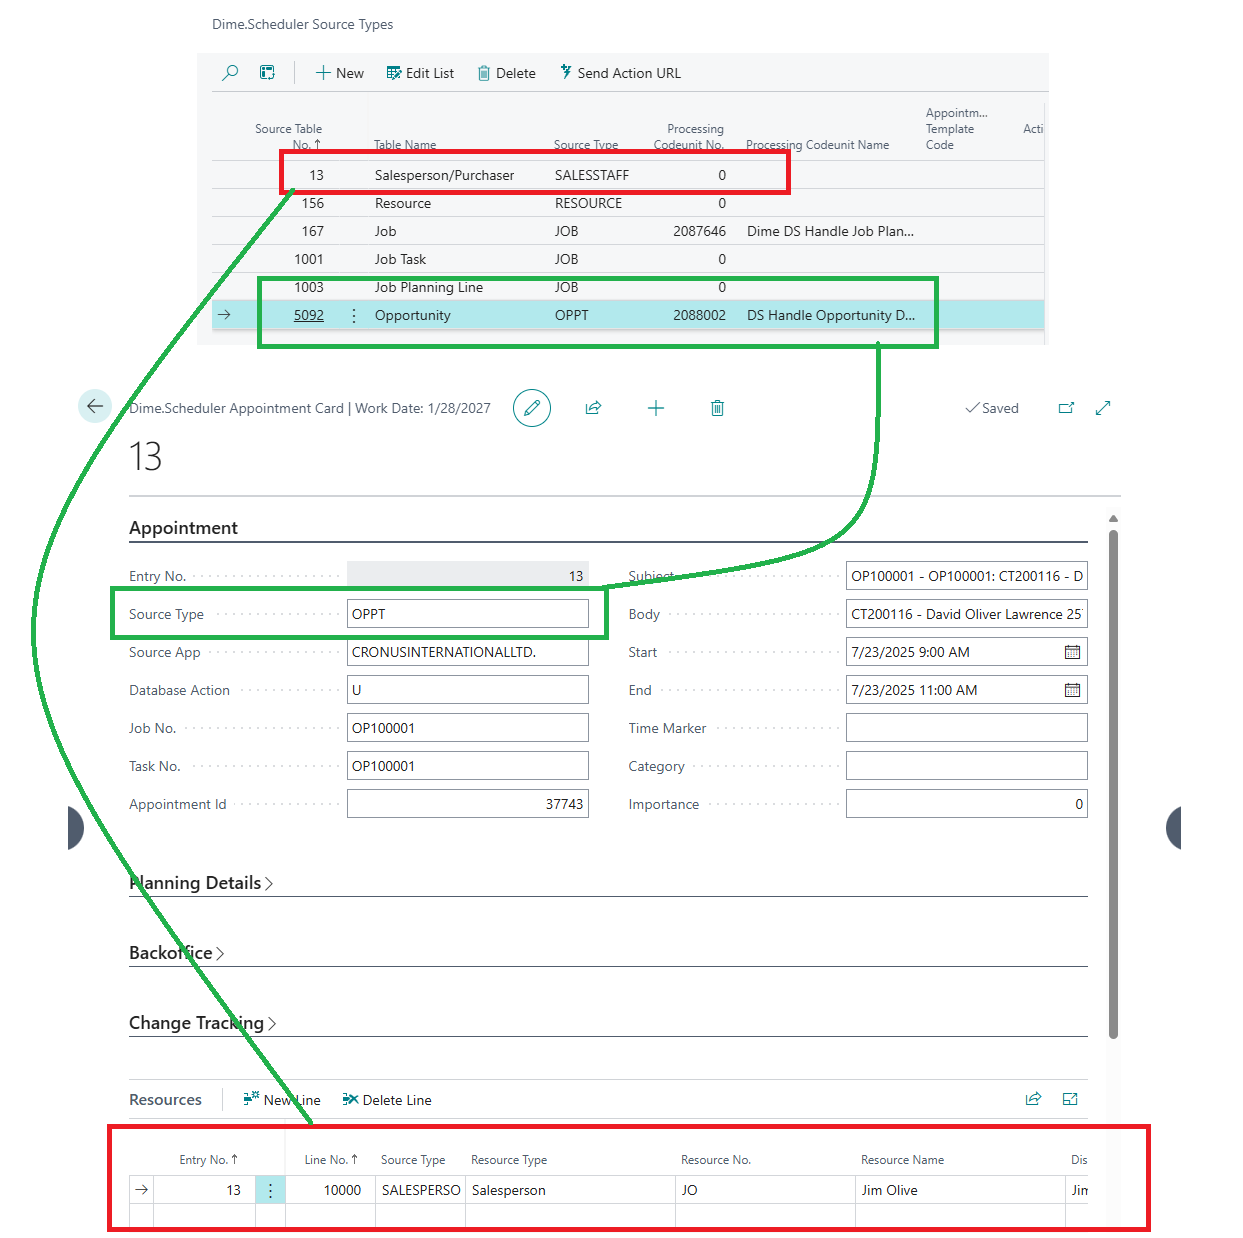 Dime.Scheduler Source Types
New Edit List Delete Send Action URL
Source Table No. ↑ Table Name Source Type Processing Codeunit No. Processing Codeunit Name Appointm... Template Code Acti
13 Salesperson/Purchaser SALESSTAFF 0
156 Resource RESOURCE 0
167 Job JOB 2087646 Dime DS Handle Job Plan...
1001 Job Task JOB 0
1003 Job Planning Line JOB 0
5092 Opportunity OPPT 2088002 DS Handle Opportunity D...
Dime.Scheduler Appointment Card | Work Date: 1/28/2027 Saved
13
Appointment
Entry No. 13
Source Type OPPT
Source App CRONUSINTERNATIONALLTD.
Database Action U
Job No. OP100001
Task No. OP100001
Appointment Id 37743
Subject OP100001 - OP100001: CT200116 - D
Body CT200116 - David Oliver Lawrence 25
Start 7/23/2025 9:00 AM
End 7/23/2025 11:00 AM
Time Marker
Category
Importance 0
Planning Details
Backoffice
Change Tracking
Resources New Line Delete Line
Entry No. ↑ Line No. ↑ Source Type Resource Type Resource No. Resource Name Dis
13 10000 SALESPERSO Salesperson JO Jim Olive Jim